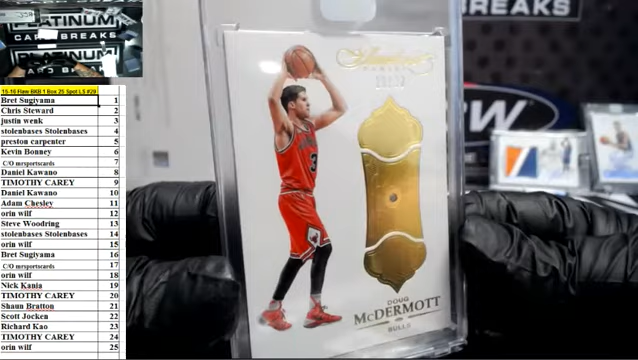 PLATINUM
CARD BREAKS
PLATINUM
BREAKS
15-16 Flaw BKB 1 Box 25 Spot LS #29
Bret Sugiyama 1
Chris Steward 2
justin wenk 3
stolenbases Stolenbases 4
preston carpenter 5
Kevin Bonney 6
C/O mrsportscards 7
Daniel Kawano 8
TIMOTHY CAREY 9
Daniel Kawano 10
Adam Chesley 11
orin wilf 12
Steve Woodring 13
stolenbases Stolenbases 14
orin wilf 15
Bret Sugiyama 16
C/O mrsportscards 17
orin wilf 18
Nick Kania 19
TIMOTHY CAREY 20
Shaun Bratton 21
Scott Jocken 22
Richard Kao 23
TIMOTHY CAREY 24
orin wilf 25
Flawless
3
DOUG
McDERMOTT
BULLS